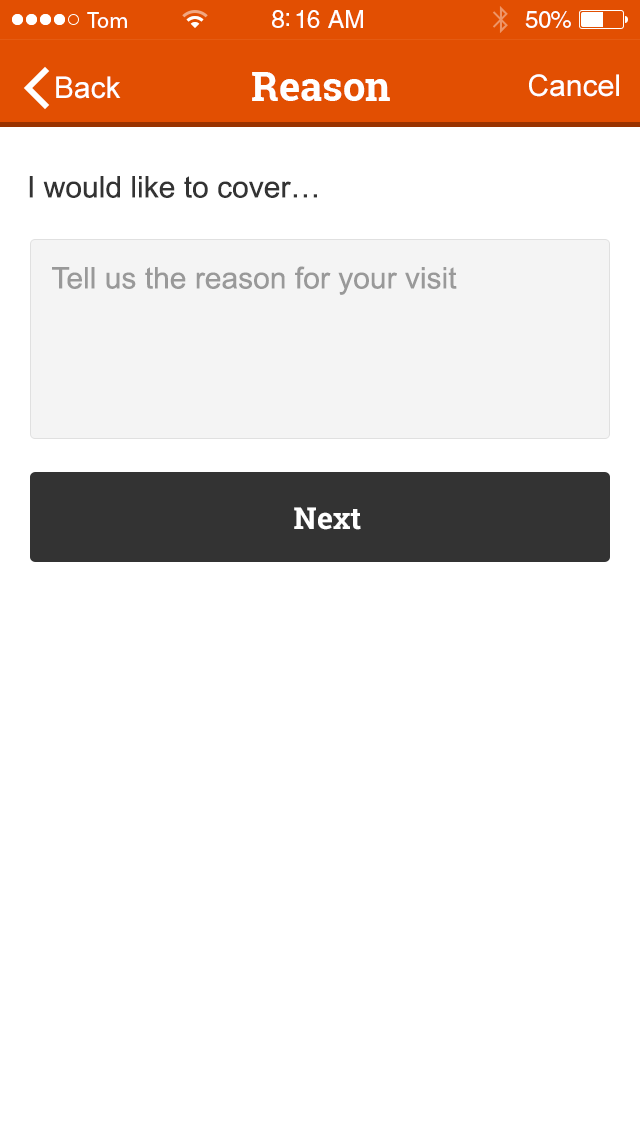 Tom 8:16 AM 50%
Back Reason Cancel
I would like to cover…
Tell us the reason for your visit
Next